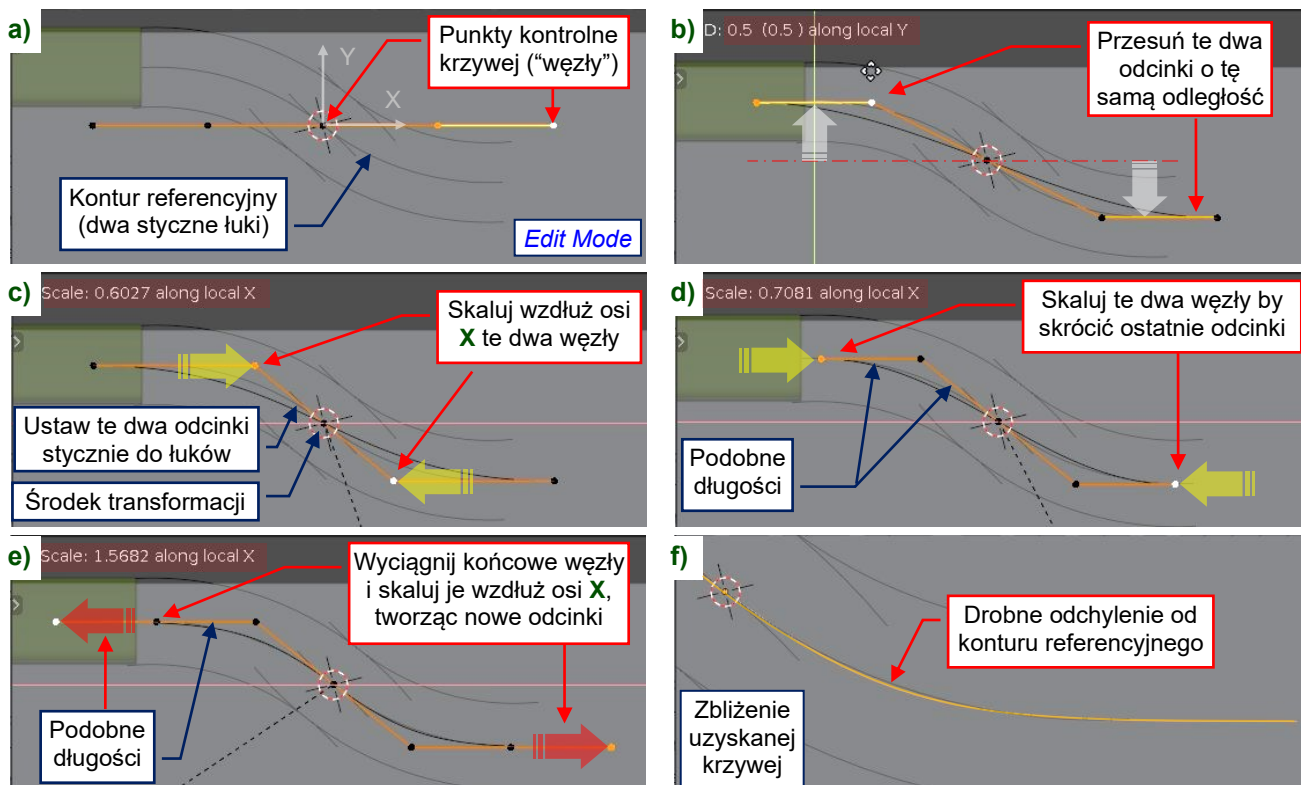 a)
Punkty kontrolne
krzywej (“węzły”)
Y
X
Kontur referencyjny
(dwa styczne łuki)
Edit Mode
b)
D: 0.5 (0.5 ) along local Y
Przesuń te dwa
odcinki o tę
samą odległość
c)
Scale: 0.6027 along local X
Skaluj wzdłuż osi
X te dwa węzły
Ustaw te dwa odcinki
stycznie do łuków
Środek transformacji
d)
Scale: 0.7081 along local X
Skaluj te dwa węzły by
skrócić ostatnie odcinki
Podobne
długości
e)
Scale: 1.5682 along local X
Wyciągnij końcowe węzły
i skaluj je wzdłuż osi X,
tworząc nowe odcinki
Podobne
długości
f)
Drobne odchylenie od
konturu referencyjnego
Zbliżenie
uzyskanej
krzywej